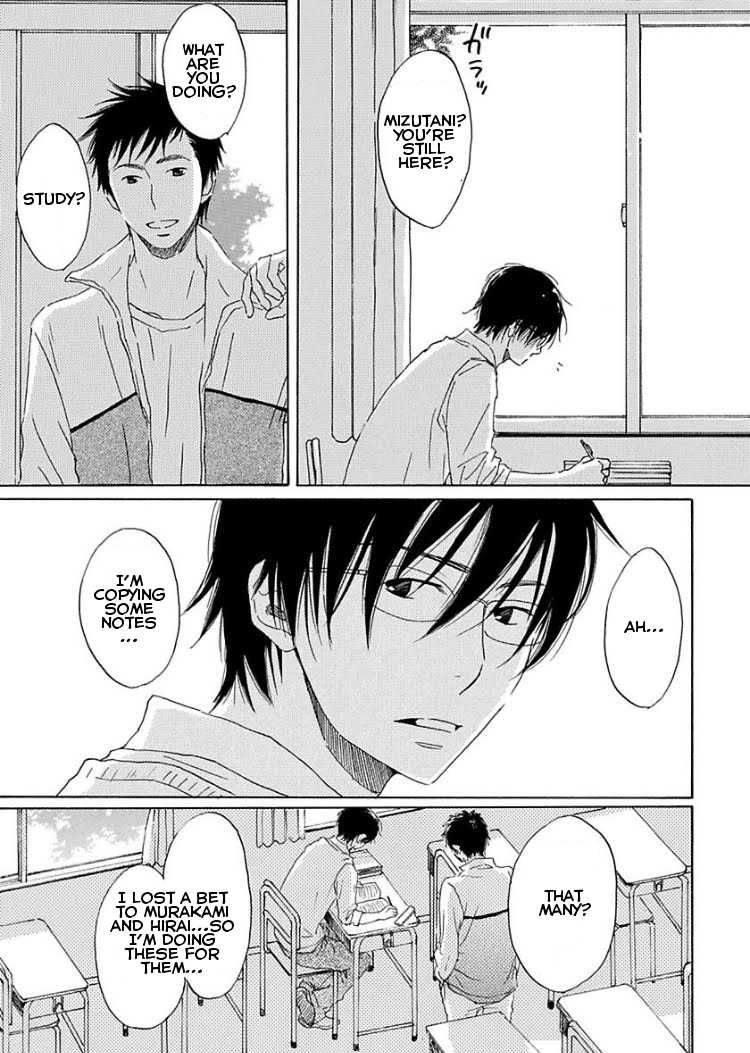 ガラッ
MIZUTANI?
YOU'RE
STILL
HERE?
WHAT
ARE
YOU
DOING?
STUDY?
AH...
I'M
COPYING
SOME
NOTES
...
THAT
MANY?
I LOST A BET
TO MURAKAMI
AND HIRAI...SO
I'M DOING
THESE FOR
THEM...